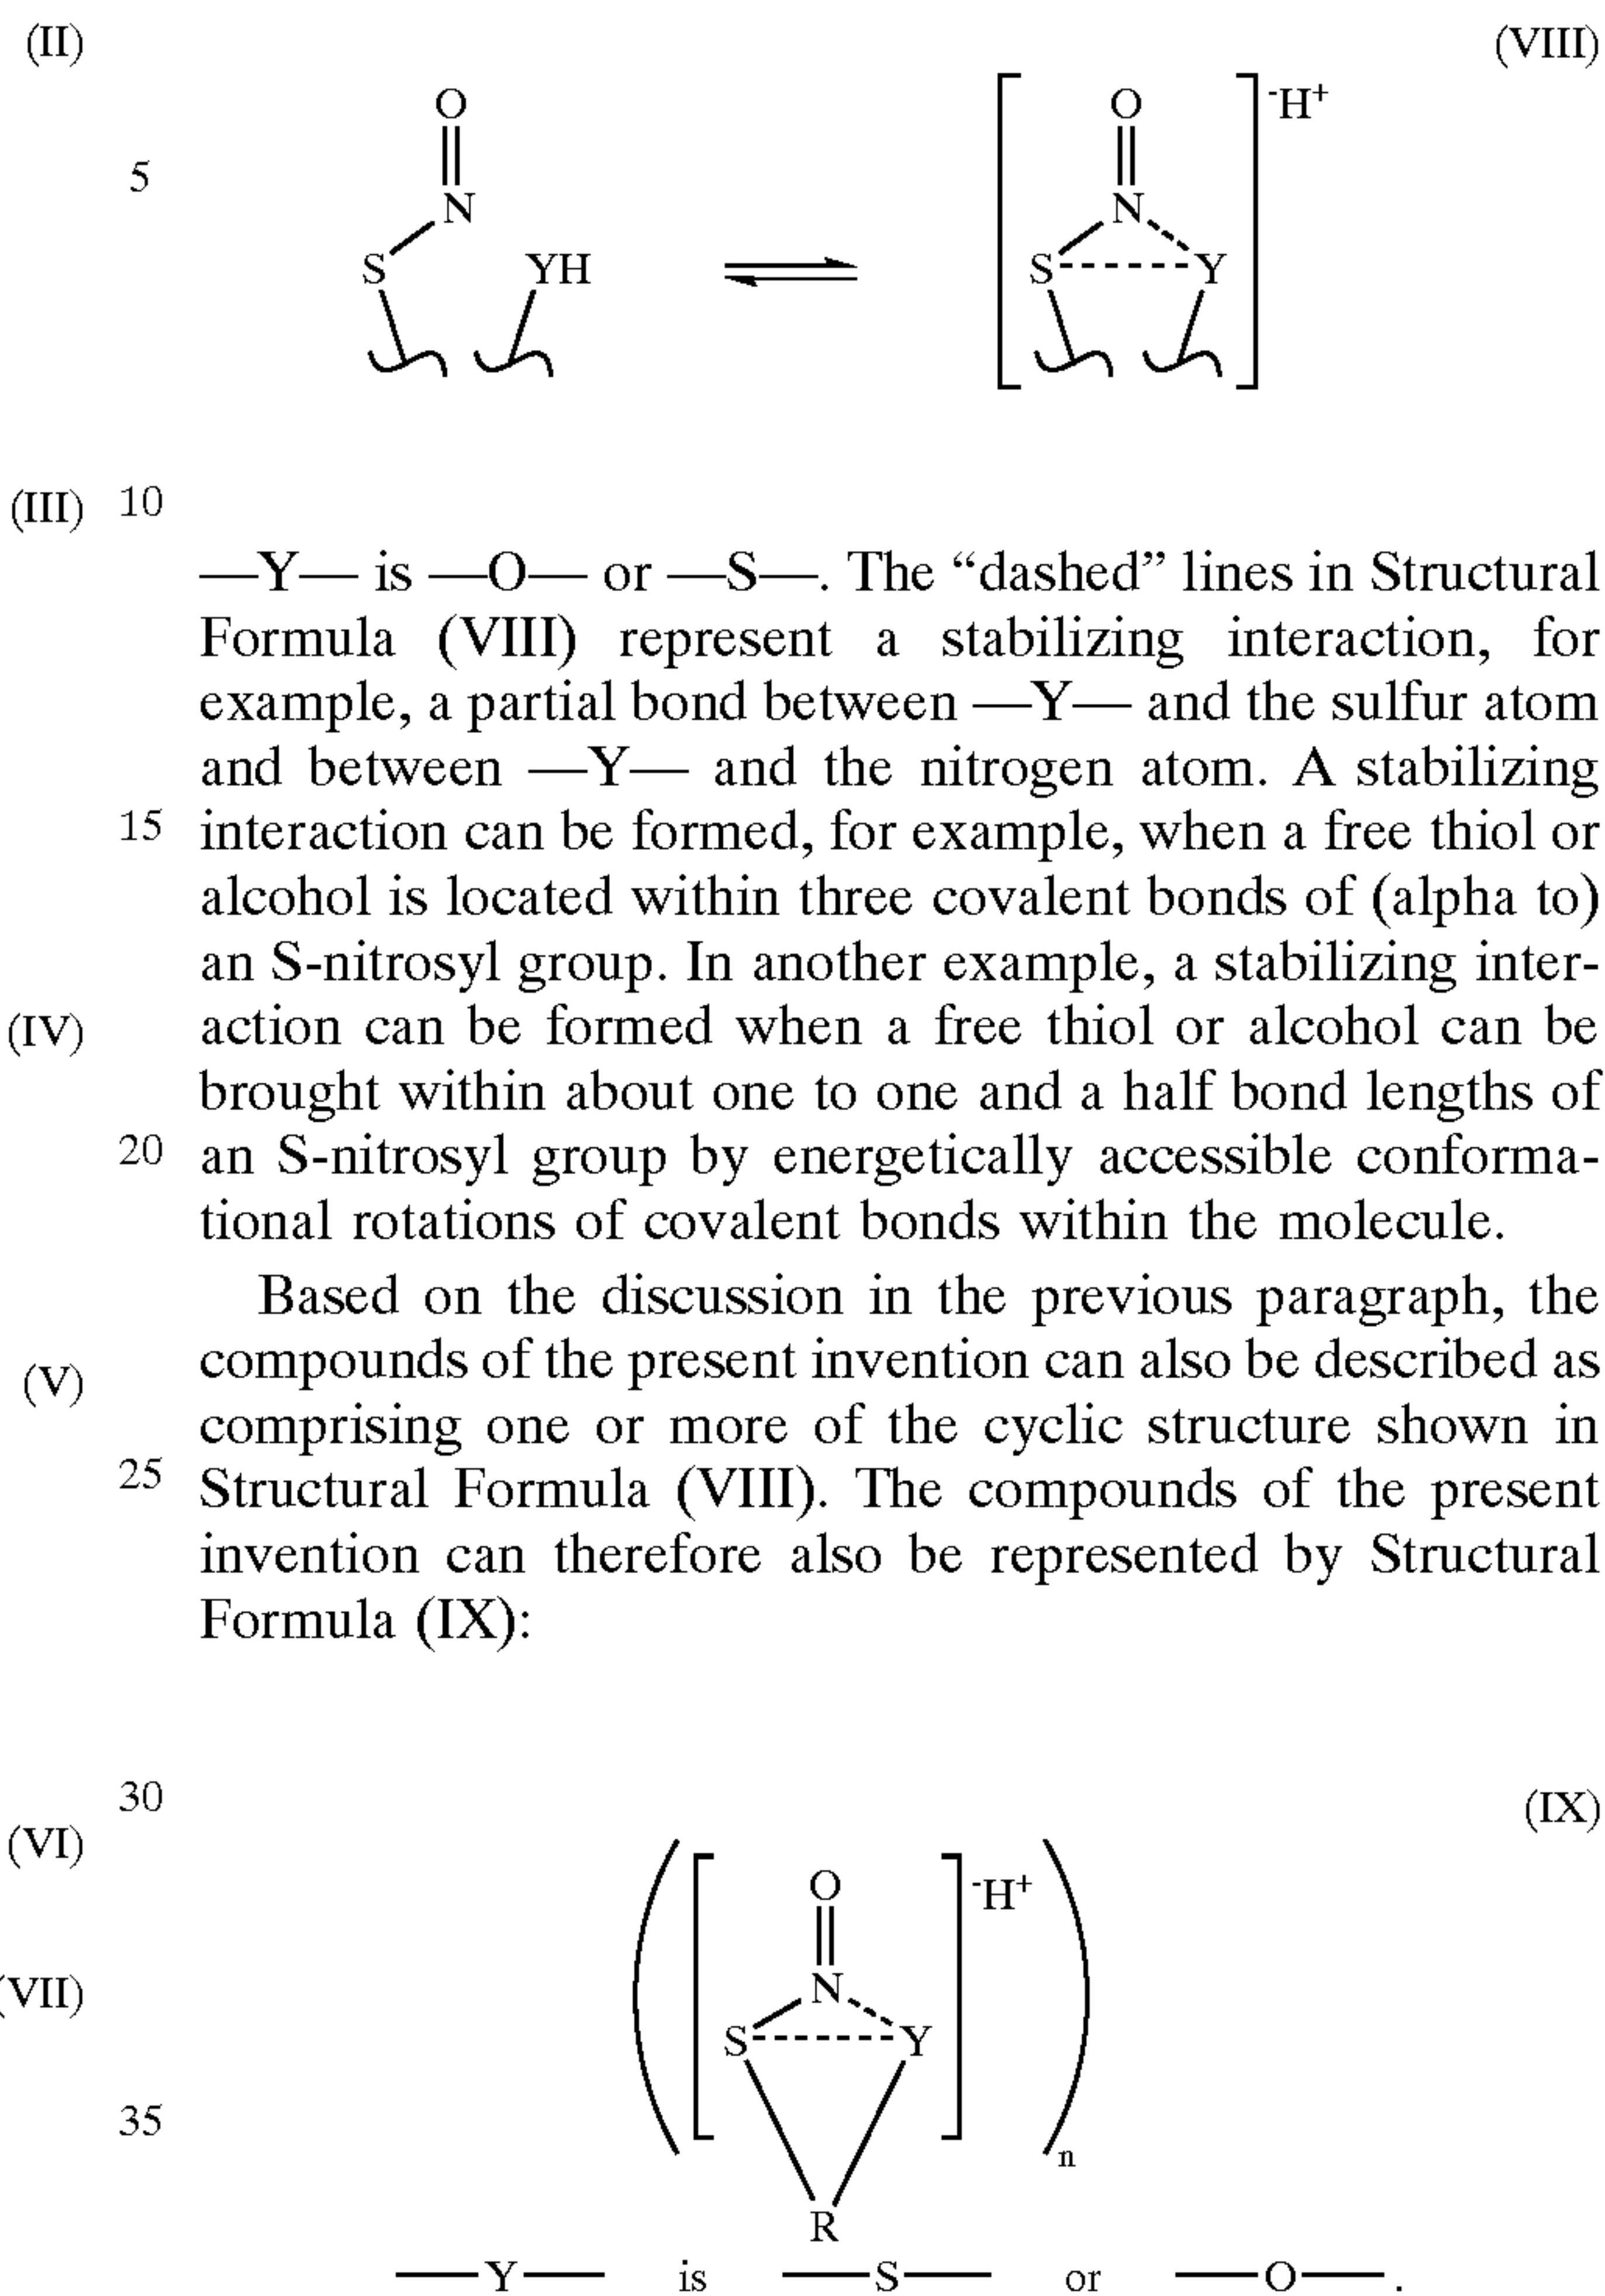 (II)
(VIII)
O
N
S
YH
5
[
O
N
S
Y
]
-H+
(III)
10
—Y— is —O— or —S—. The “dashed” lines in Structural
Formula (VIII) represent a stabilizing interaction, for
example, a partial bond between —Y— and the sulfur atom
and between —Y— and the nitrogen atom. A stabilizing
15
interaction can be formed, for example, when a free thiol or
alcohol is located within three covalent bonds of (alpha to)
an S-nitrosyl group. In another example, a stabilizing inter-
(IV)
action can be formed when a free thiol or alcohol can be
brought within about one to one and a half bond lengths of
20
an S-nitrosyl group by energetically accessible conforma-
tional rotations of covalent bonds within the molecule.
Based on the discussion in the previous paragraph, the
(V)
compounds of the present invention can also be described as
comprising one or more of the cyclic structure shown in
25
Structural Formula (VIII). The compounds of the present
invention can therefore also be represented by Structural
Formula (IX):
30
(IX)
(VI)
(VII)
O
N
S
Y
-H+
35
n
R
—Y— is —S— or —O—.